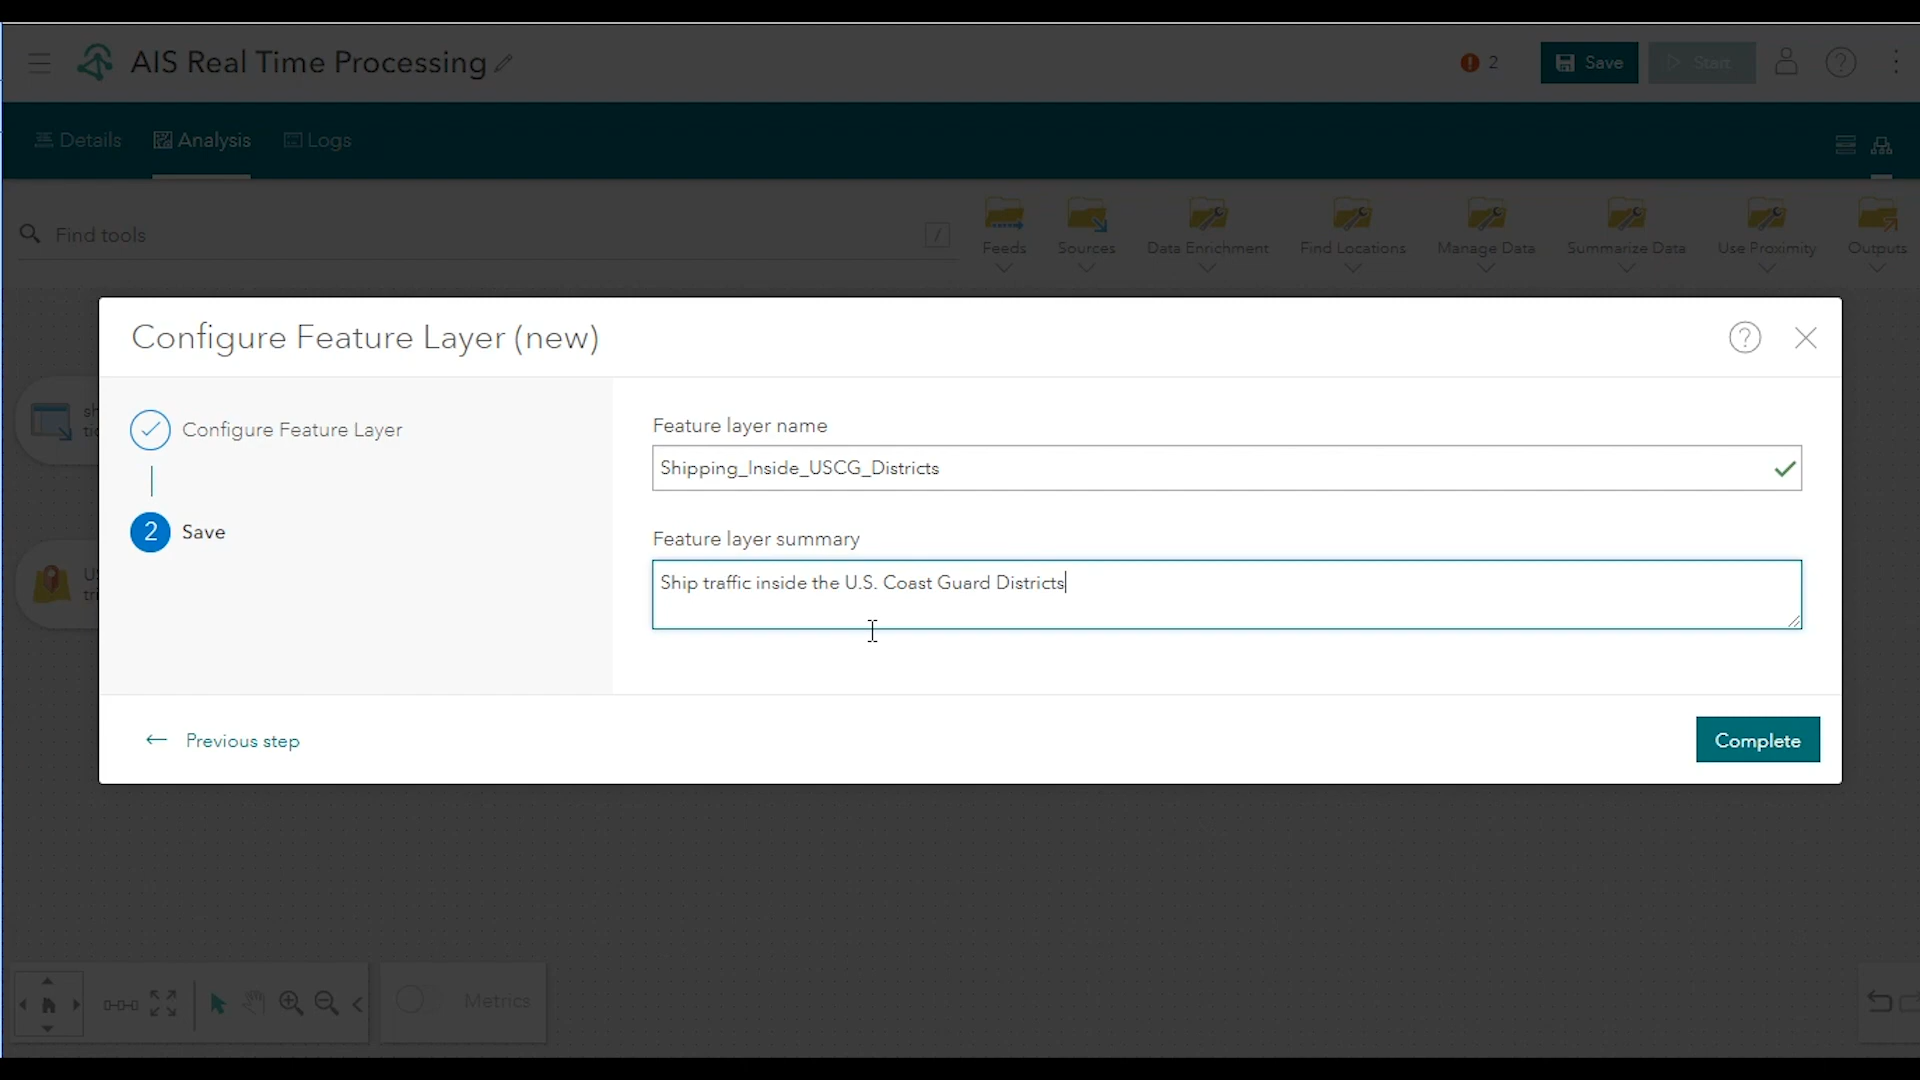 AIS Real Time Processing
2
Save
Start
Details
Analysis
Logs
Find tools
/
Feeds
Sources
Data Enrichment
Find Locations
Manage Data
Summarize Data
Use Proximity
Outputs
Configure Feature Layer (new)
Configure Feature Layer
2 Save
Feature layer name
Shipping_Inside_USCG_Districts
Feature layer summary
Ship traffic inside the U.S. Coast Guard Districts
Previous step
Complete
Metrics